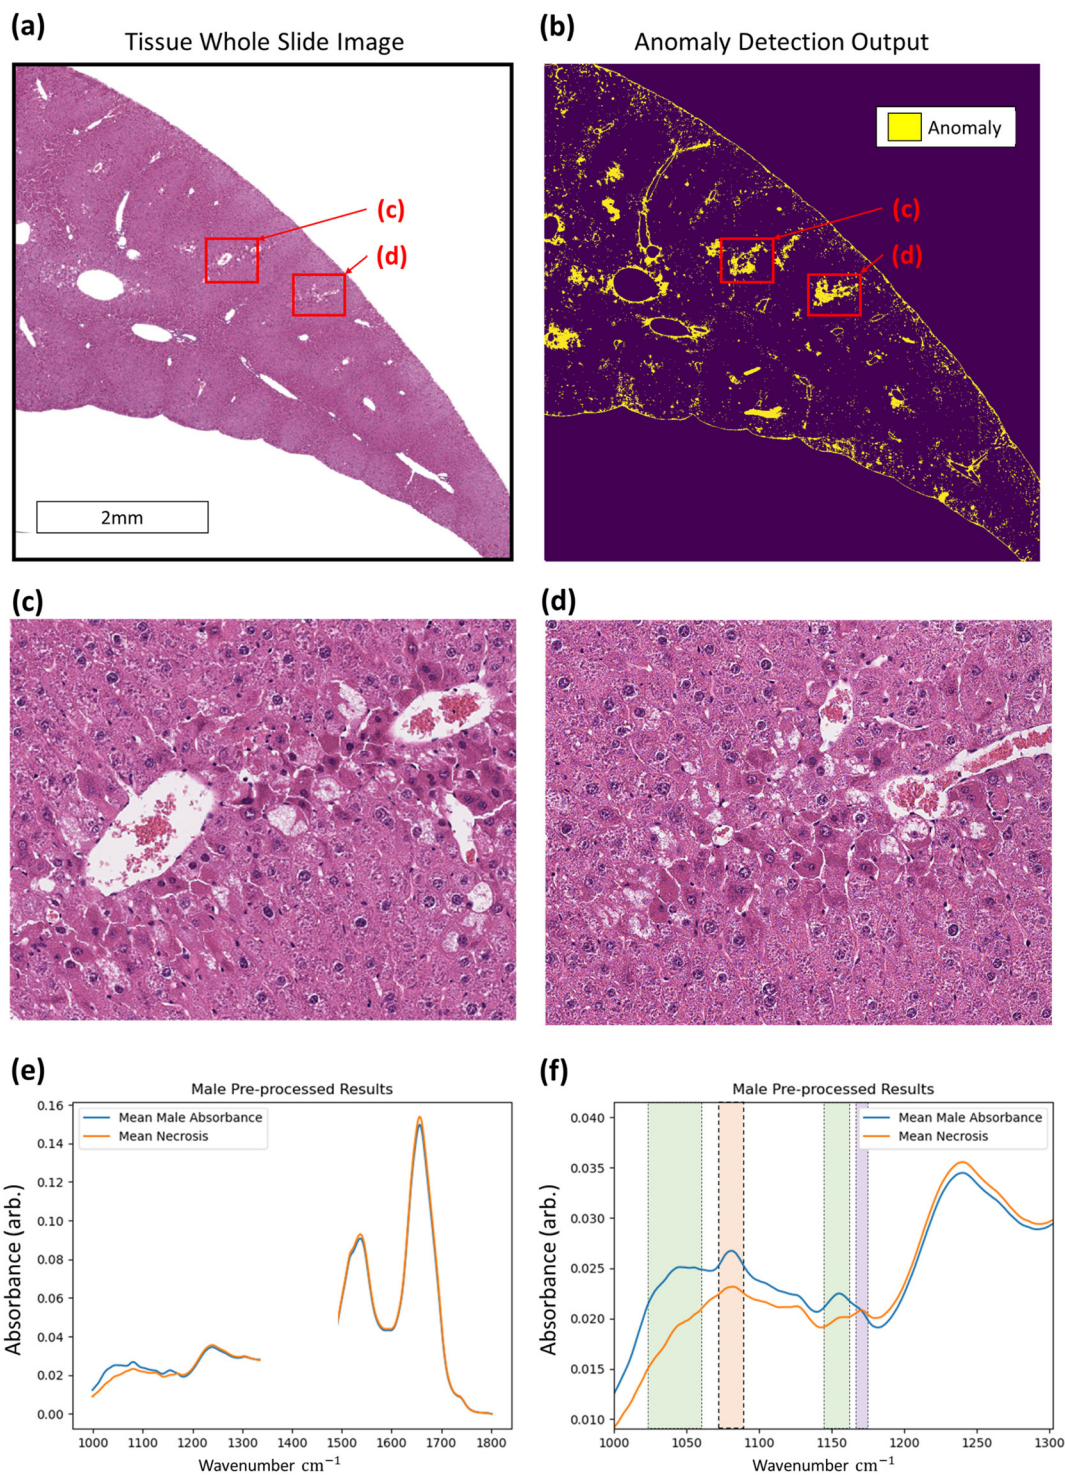 (a)
Tissue Whole Slide Image
(c)
(d)
2mm
(b)
Anomaly Detection Output
Anomaly
(c)
(d)
(c)
(d)
(e)
Male Pre-processed Results
Mean Male Absorbance
Mean Necrosis
Absorbance (arb.)
0.16
0.14
0.12
0.10
0.08
0.06
0.04
0.02
0.00
1000 1100 1200 1300 1400 1500 1600 1700 1800
Wavenumber cm⁻¹
(f)
Male Pre-processed Results
Mean Male Absorbance
Mean Necrosis
Absorbance (arb.)
0.040
0.035
0.030
0.025
0.020
0.015
0.010
1000 1050 1100 1150 1200 1250 1300
Wavenumber cm⁻¹